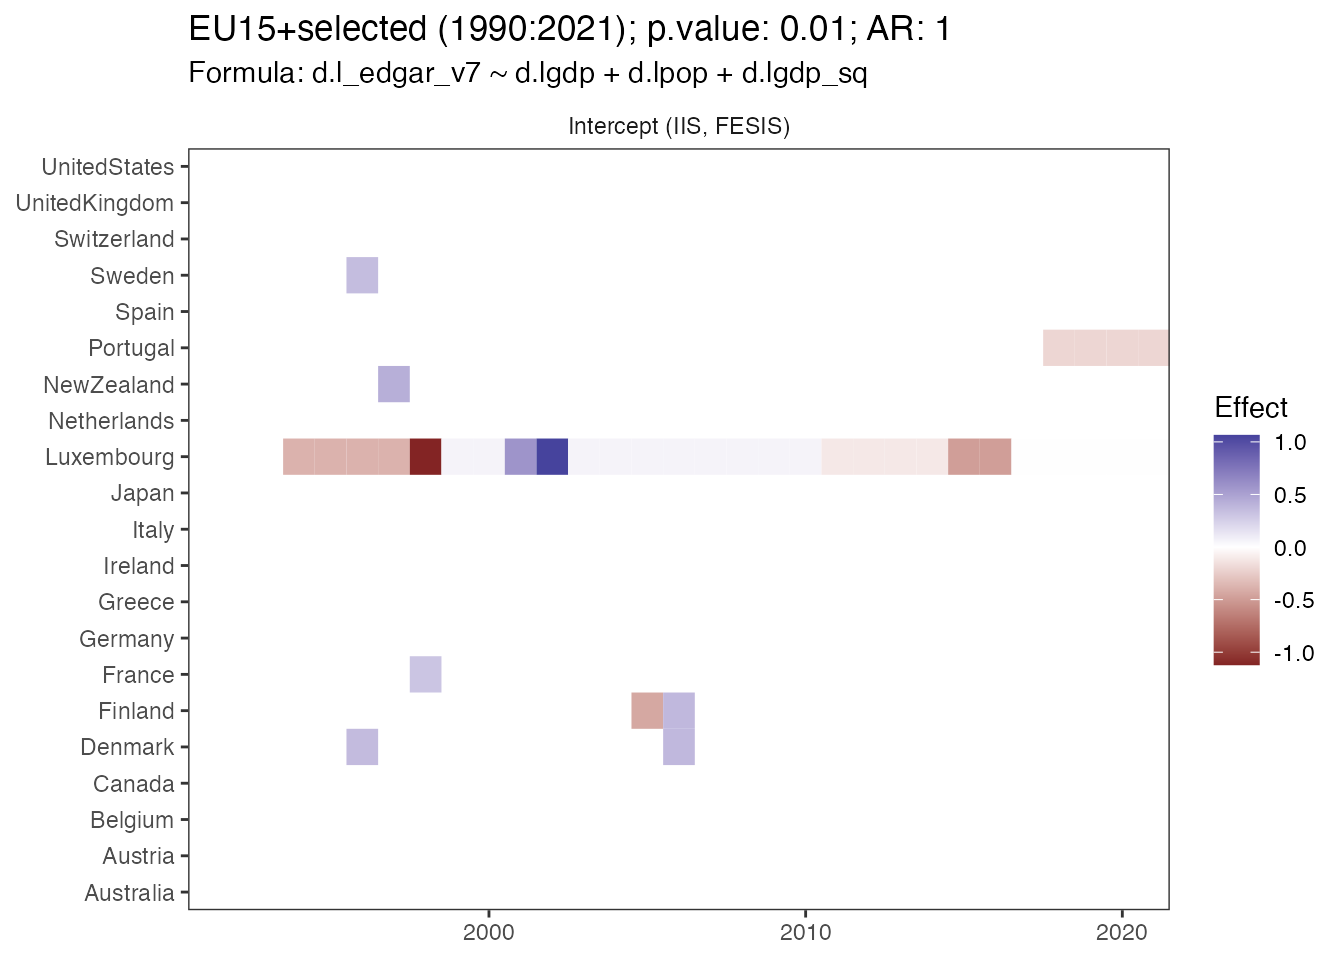 EU15+selected (1990:2021); p.value: 0.01; AR: 1
Formula: d.l_edgar_v7 ~ d.lgdp + d.lpop + d.lgdp_sq
Intercept (IIS, FESIS)
UnitedStates
UnitedKingdom
Switzerland
Sweden
Spain
Portugal
NewZealand
Netherlands
Luxembourg
Japan
Italy
Ireland
Greece
Germany
France
Finland
Denmark
Canada
Belgium
Austria
Australia
2000
2010
2020
Effect
1.0
0.5
0.0
-0.5
-1.0